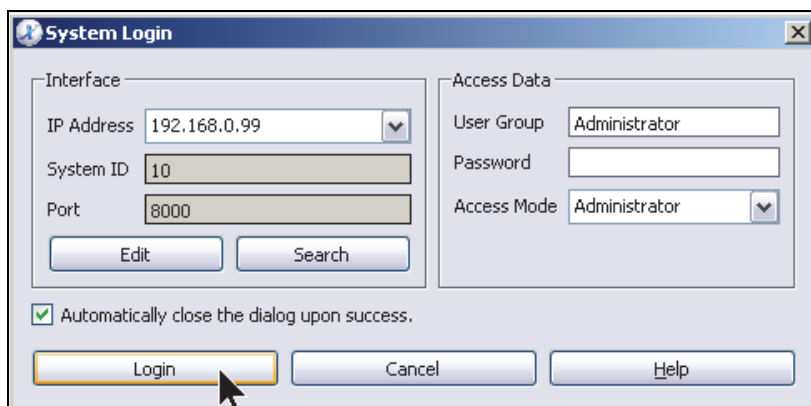 System Login
Interface
IP Address 192.168.0.99
System ID 10
Port 8000
Edit Search
Access Data
User Group Administrator
Password
Access Mode Administrator
Automatically close the dialog upon success.
Login Cancel Help